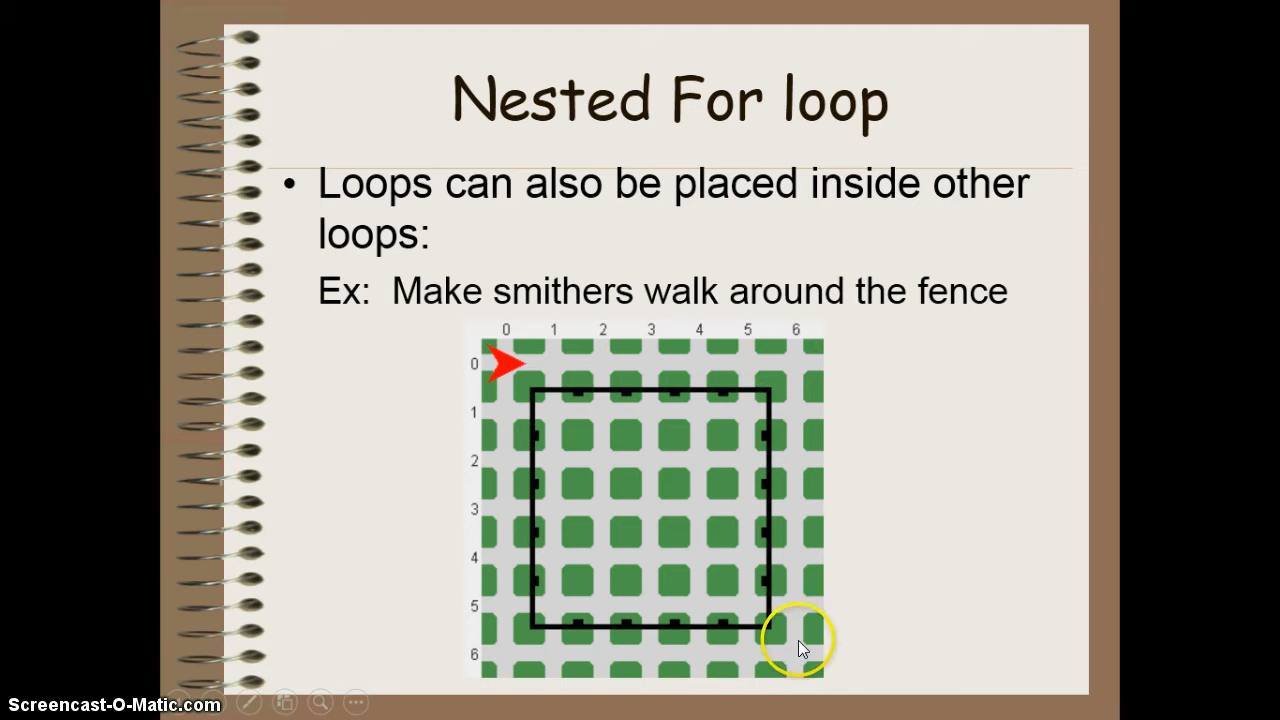 Nested For loop
• Loops can also be placed inside other
loops:
Ex: Make smithers walk around the fence
0 1 2 3 4 5 6
0
1
2
3
4
5
6
Screencast-O-Matic.com